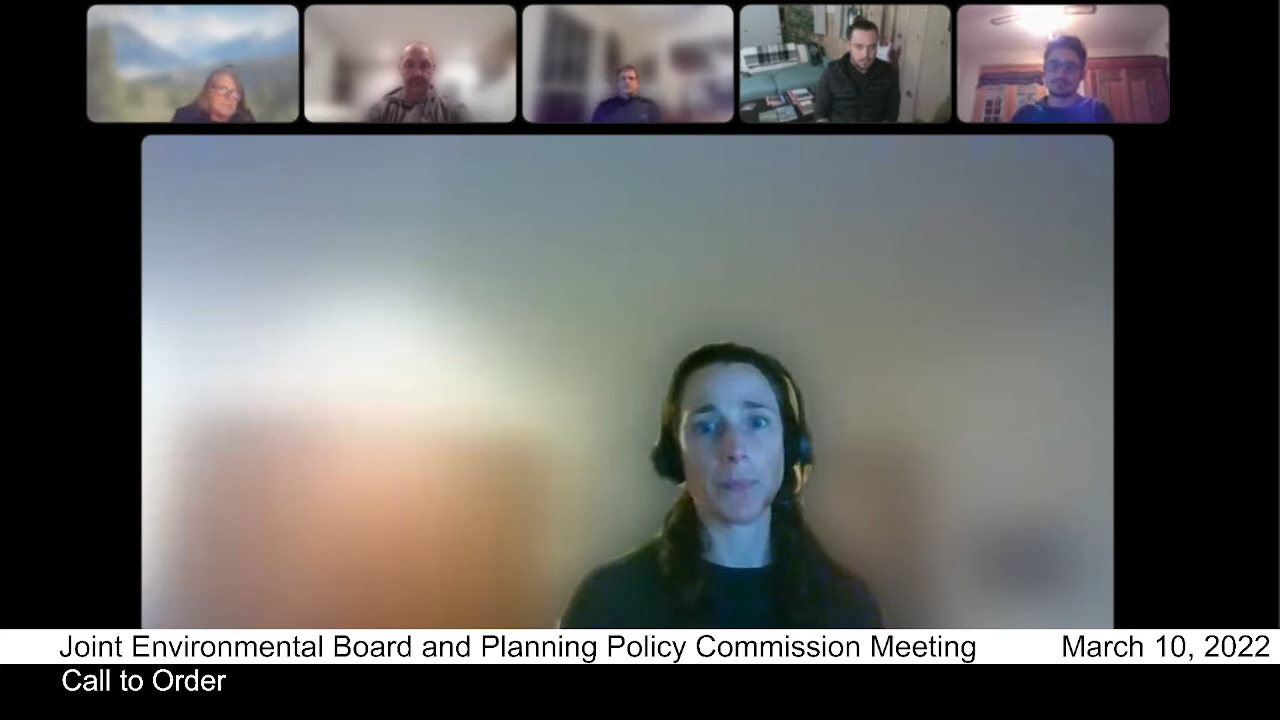 Joint Environmental Board and Planning Policy Commission Meeting March 10, 2022
Call to Order